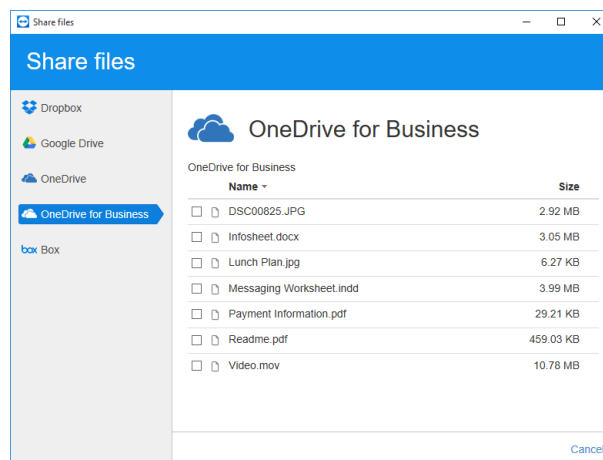 Share files
Share files
Dropbox
Google Drive
OneDrive
OneDrive for Business
box Box
OneDrive for Business
OneDrive for Business
Name Size
DSC00825.JPG 2.92 MB
Infosheet.docx 3.05 MB
Lunch Plan.jpg 6.27 KB
Messaging Worksheet.indd 3.99 MB
Payment Information.pdf 29.21 KB
Readme.pdf 459.03 KB
Video.mov 10.78 MB
Cancel